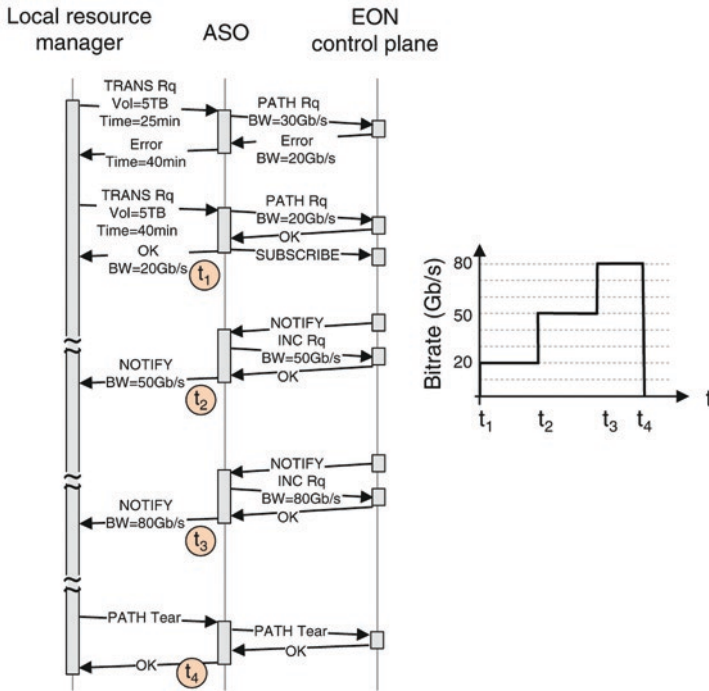 Local resource
manager
ASO
EON
control plane
TRANS Rq
Vol=5TB
Time=25min
PATH Rq
BW=30Gb/s
Error
Time=40min
Error
BW=20Gb/s
TRANS Rq
Vol=5TB
Time=40min
PATH Rq
BW=20Gb/s
OK
OK
BW=20Gb/s
SUBSCRIBE
t1
NOTIFY
INC Rq
BW=50Gb/s
OK
NOTIFY
BW=50Gb/s
t2
NOTIFY
INC Rq
BW=80Gb/s
OK
NOTIFY
BW=80Gb/s
t3
PATH Tear
PATH Tear
OK
OK
t4
Bitrate (Gb/s)
80
50
20
t1 t2 t3 t4
t